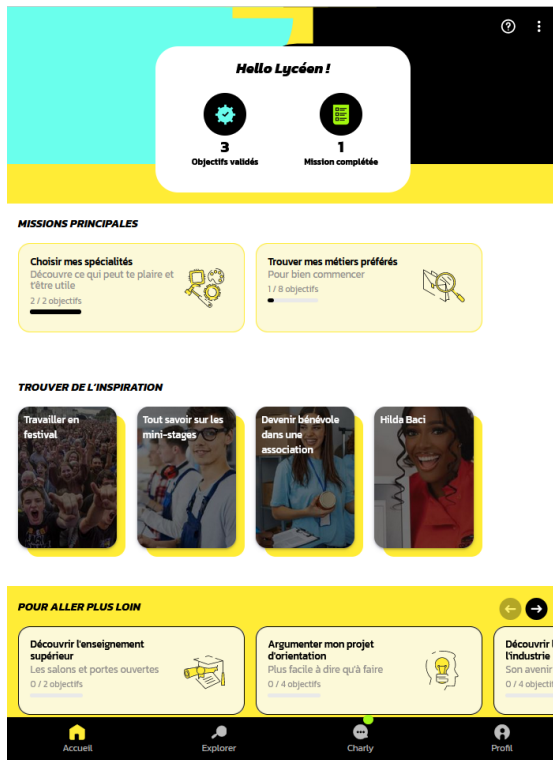 Hello Lycéen !
3
Objectifs validés
1
Mission complétée
MISSIONS PRINCIPALES
Choisir mes spécialités
Découvre ce qui peut te plaire et
t'être utile
2 / 2 objectifs
Trouver mes métiers préférés
Pour bien commencer
1 / 8 objectifs
TROUVER DE L'INSPIRATION
Travailler en
festival
Tout savoir sur les
mini-stages
Devenir bénévole
dans une
association
Hilda Baci
POUR ALLER PLUS LOIN
Découvrir l'enseignement
supérieur
Les salons et portes ouvertes
0 / 2 objectifs
Argumenter mon projet
d'orientation
Plus facile à dire qu'à faire
0 / 4 objectifs
Découvrir
l'industrie
Son avenir
0 / 4
Accueil
Explorer
Charly
Profil